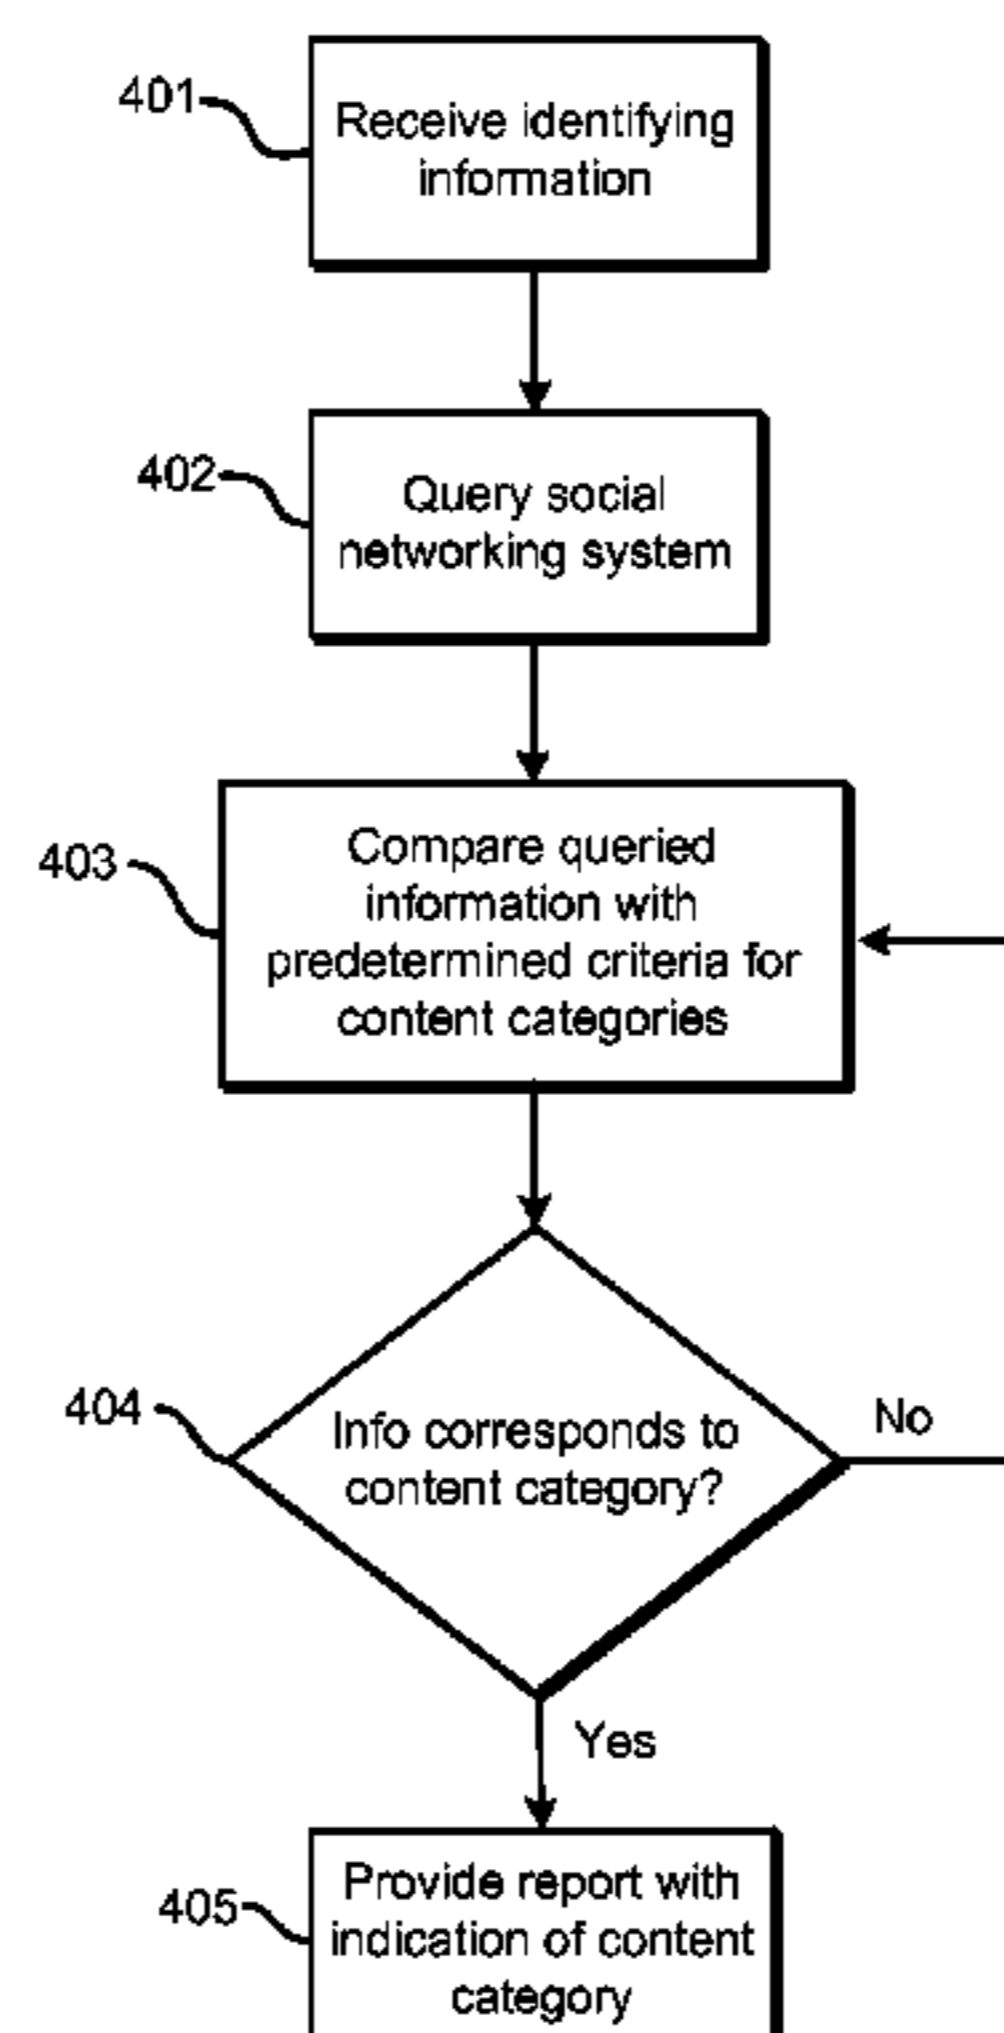 401
Receive identifying
information
402
Query social
networking system
403
Compare queried
information with
predetermined criteria for
content categories
404
Info corresponds to
content category?
No
Yes
405
Provide report with
indication of content
category